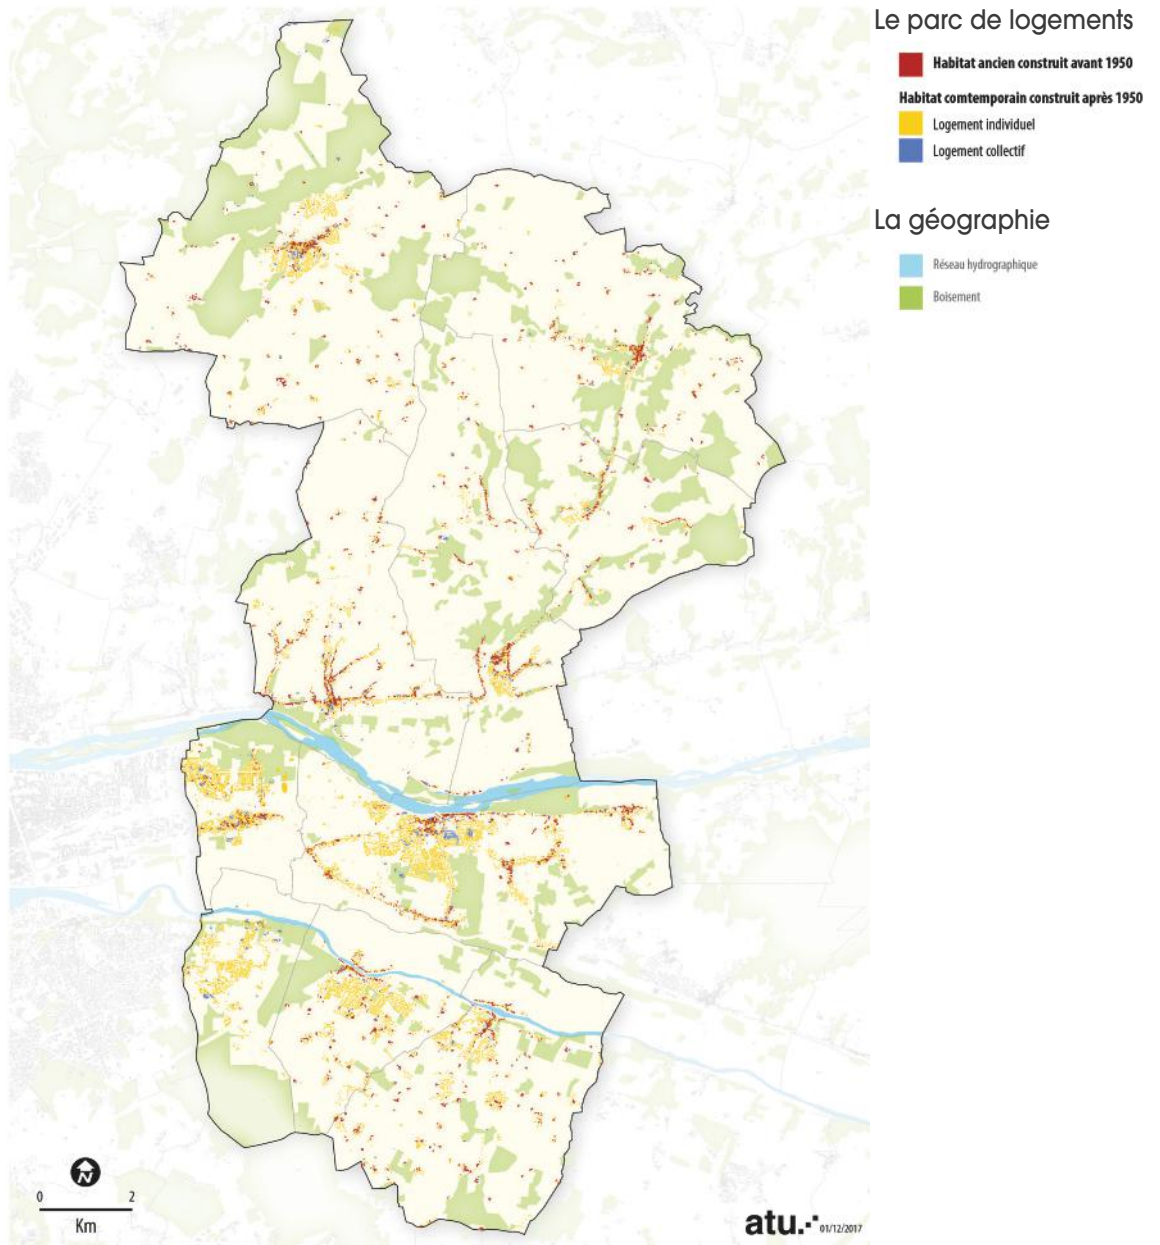 Le parc de logements
Habitat ancien construit avant 1950
Habitat comtemporain construit après 1950
Logement individuel
Logement collectif
La géographie
Réseau hydrographique
Boisement
N
0 2
Km
atu. 01/12/2017